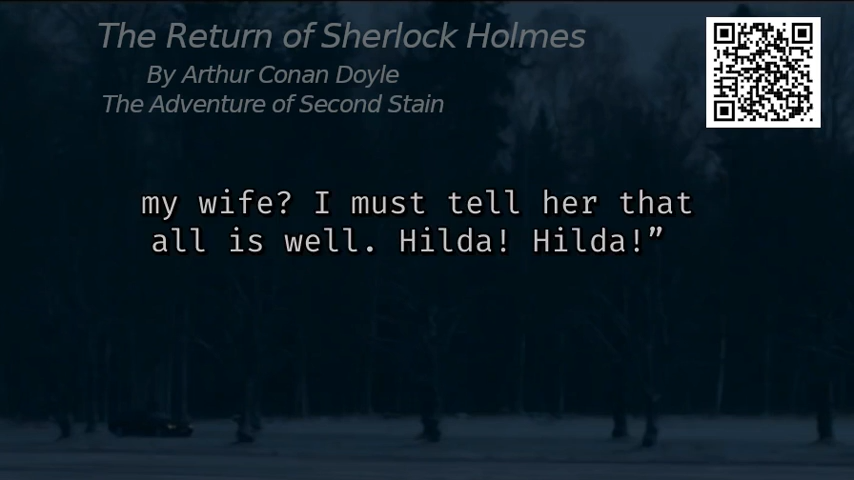 The Return of Sherlock Holmes
By Arthur Conan Doyle
The Adventure of Second Stain
my wife? I must tell her that
all is well. Hilda! Hilda!”